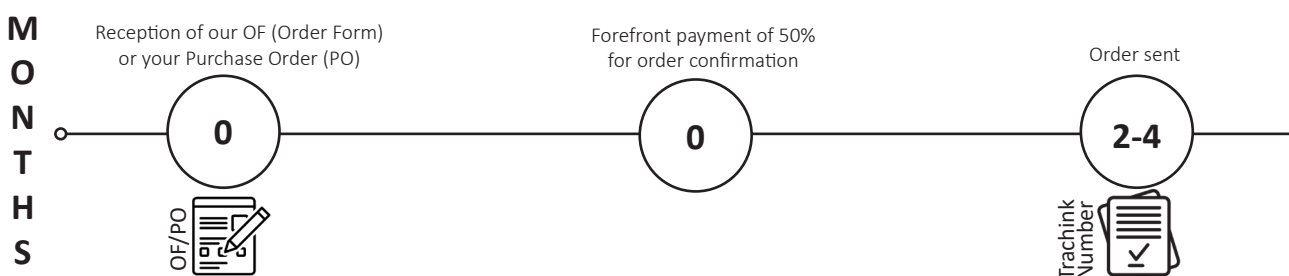 MONTHS
Reception of our OF (Order Form)
or your Purchase Order (PO)
0
OF/PO
Forefront payment of 50%
for order confirmation
0
Order sent
2-4
Trachink
Number